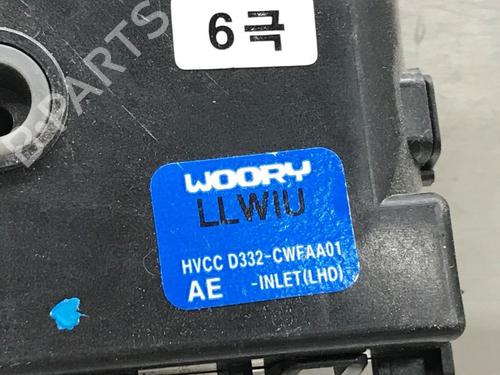 6극
B-PARTS
WOORY
LLWIU
HVCC D332-CWFAA01
AE -INLET(LHD)